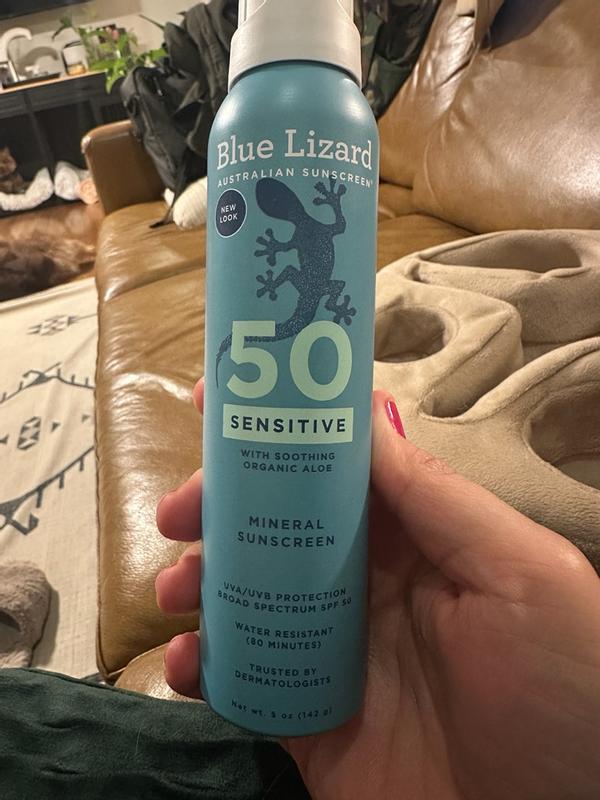 Blue Lizard
AUSTRALIAN SUNSCREEN®
NEW
LOOK
50
SENSITIVE
WITH SOOTHING
ORGANIC ALOE
MINERAL
SUNSCREEN
UVA/UVB PROTECTION
BROAD SPECTRUM SPF 50
WATER RESISTANT
(80 MINUTES)
TRUSTED BY
DERMATOLOGISTS
Net wt. 5 oz (142 g)